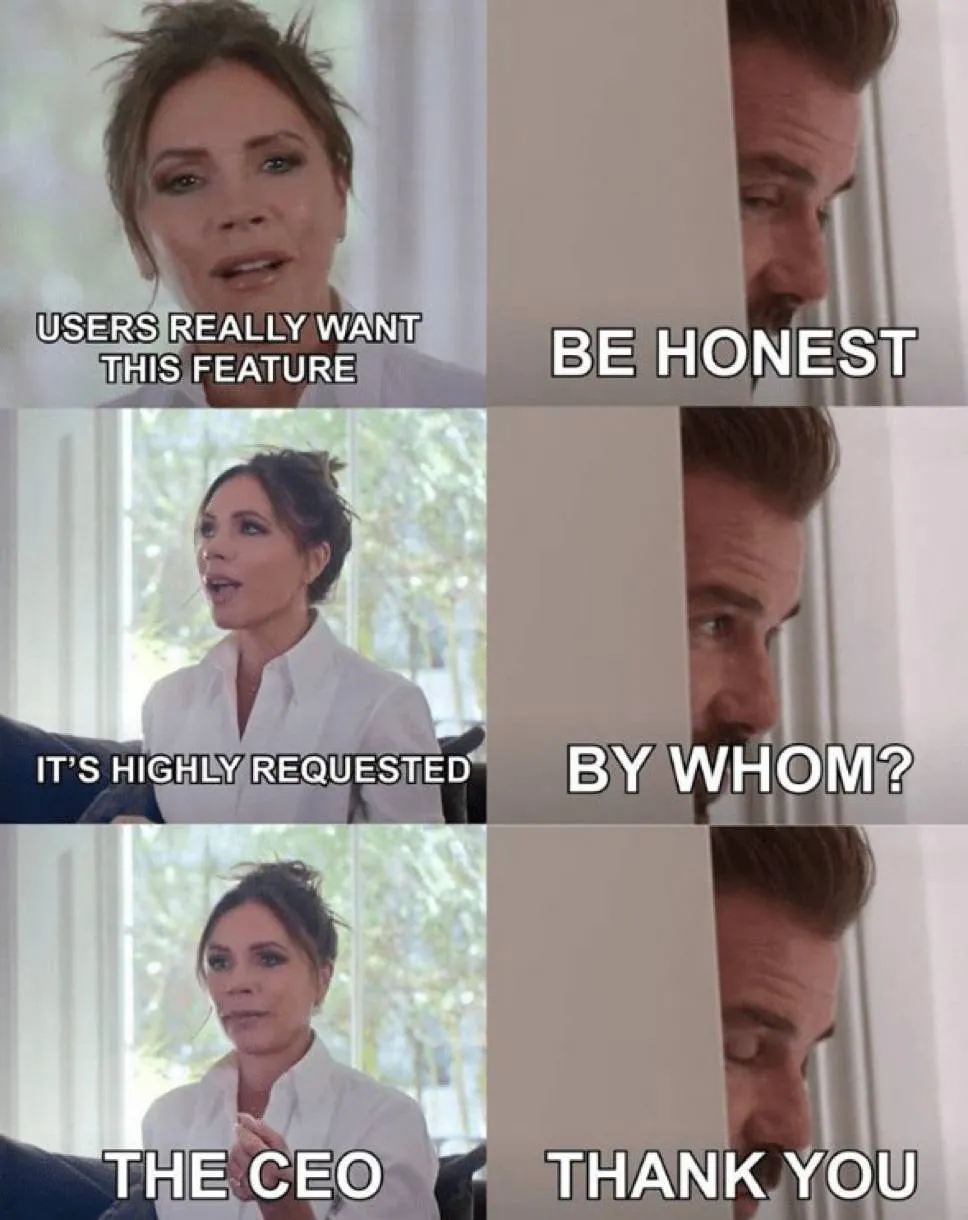 USERS REALLY WANT
THIS FEATURE
BE HONEST
IT'S HIGHLY REQUESTED
BY WHOM?
THE CEO
THANK YOU